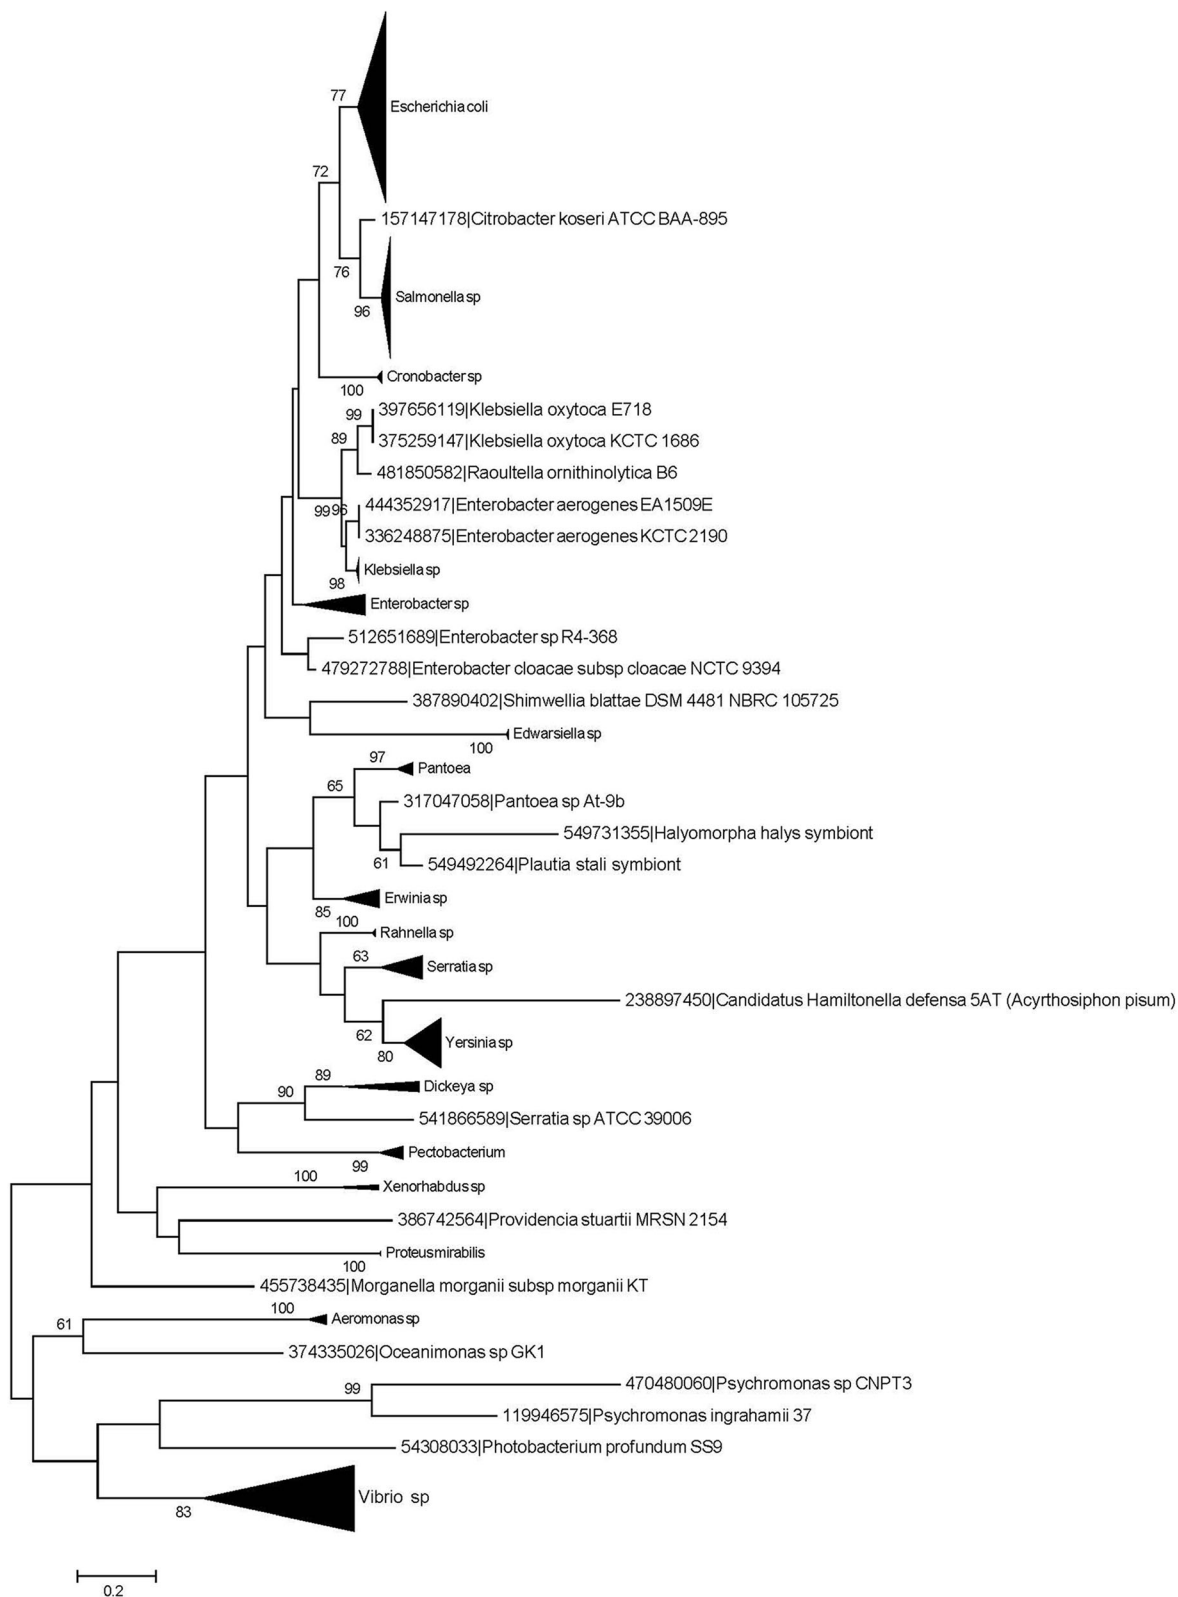 77
Escherichia coli
72
157147178|Citrobacter koseri ATCC BAA-895
76
Salmonella sp
96
Cronobacter sp
100
397656119|Klebsiella oxytoca E718
99
89
375259147|Klebsiella oxytoca KCTC 1686
481850582|Raoultella ornithinolytica B6
444352917|Enterobacter aerogenes EA1509E
99 96
336248875|Enterobacter aerogenes KCTC 2190
Klebsiella sp
98
Enterobacter sp
512651689|Enterobacter sp R4-368
479272788|Enterobacter cloacae subsp cloacae NCTC 9394
387890402|Shimwellia blattae DSM 4481 NBRC 105725
Edwarsiella sp
100
97
Pantoea
65
317047058|Pantoea sp At-9b
549731355|Halyomorpha halys symbiont
61
549492264|Plautia stali symbiont
Erwinia sp
85
100
Rahnella sp
63
Serratia sp
238897450|Candidatus Hamiltonella defensa 5AT (Acyrthosiphon pisum)
62
Yersinia sp
80
89
Dickeya sp
90
541866589|Serratia sp ATCC 39006
Pectobacterium
99
100
Xenorhabdus sp
386742564|Providencia stuartii MRSN 2154
Proteusmirabilis
100
455738435|Morganella morganii subsp morganii KT
100
Aeromonas sp
61
374335026|Oceanimonas sp GK1
470480060|Psychromonas sp CNPT3
99
119946575|Psychromonas ingrahamii 37
54308033|Photobacterium profundum SS9
Vibrio sp
83
0.2